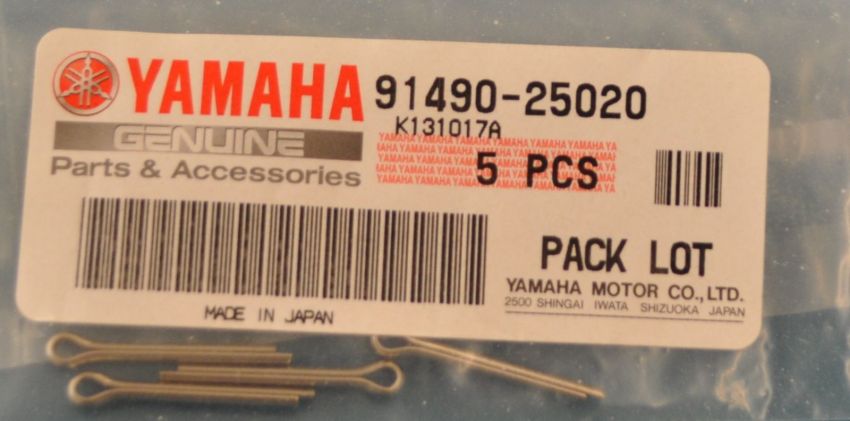 YAMAHA 91490-25020
GENUINE
K131017A
Parts & Accessories
5 PCS
PACK LOT
YAMAHA MOTOR CO.,LTD.
2500 SHINGAI IWATA SHIZUOKA JAPAN
MADE IN JAPAN